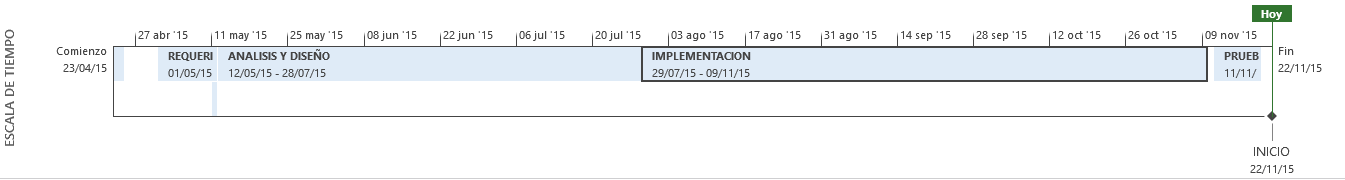 Hoy
27 abr '15 11 may '15 25 may '15 08 jun '15 22 jun '15 06 jul '15 20 jul '15 03 ago '15 17 ago '15 31 ago '15 14 sep '15 28 sep '15 12 oct '15 26 oct '15 09 nov '15
Comienzo
23/04/15
REQUERI
01/05/15
ANALISIS Y DISEÑO
12/05/15 - 28/07/15
IMPLEMENTACION
29/07/15 - 09/11/15
PRUEB
11/11/
Fin
22/11/15
INICIO
22/11/15
ESCALA DE TIEMPO